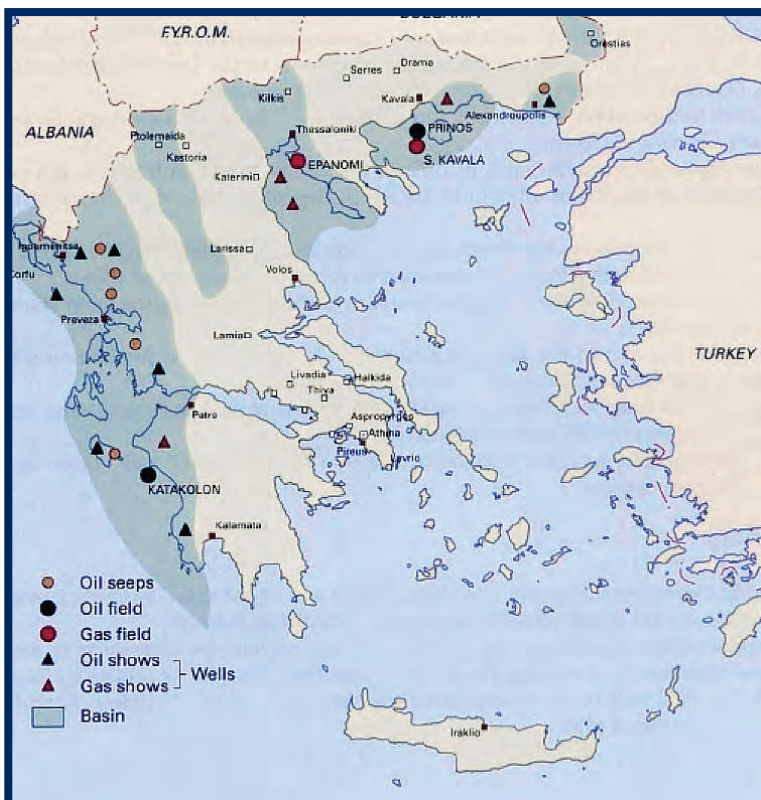 BULGARIA
F.Y.R.O.M.
Orestias
Serres
Drama
Kilkis
Kavala
Alexandroupolis
ALBANIA
Thessaloniki
PRINOS
Ptolemaida
Kastoria
EPANOMI
S. KAVALA
Katerini
Igoumenitsa
Larissa
Corfu
Volos
Preveza
Lamia
TURKEY
Livadia
Halkida
Thiva
Patra
Aspropyrgos
Athina
Pireus
Lavrio
KATAKOLON
Kalamata
Oil seeps
Oil field
Gas field
Oil shows
Wells
Gas shows
Basin
Iraklio